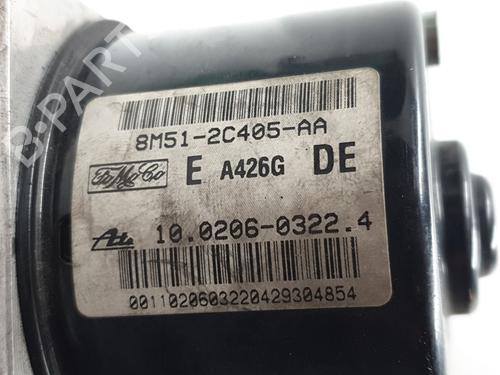 8M51-2C405-AA
FoMoCo E A426G DE
Ate 10.0206-0322.4
0011020603220429304854
B-PARTS